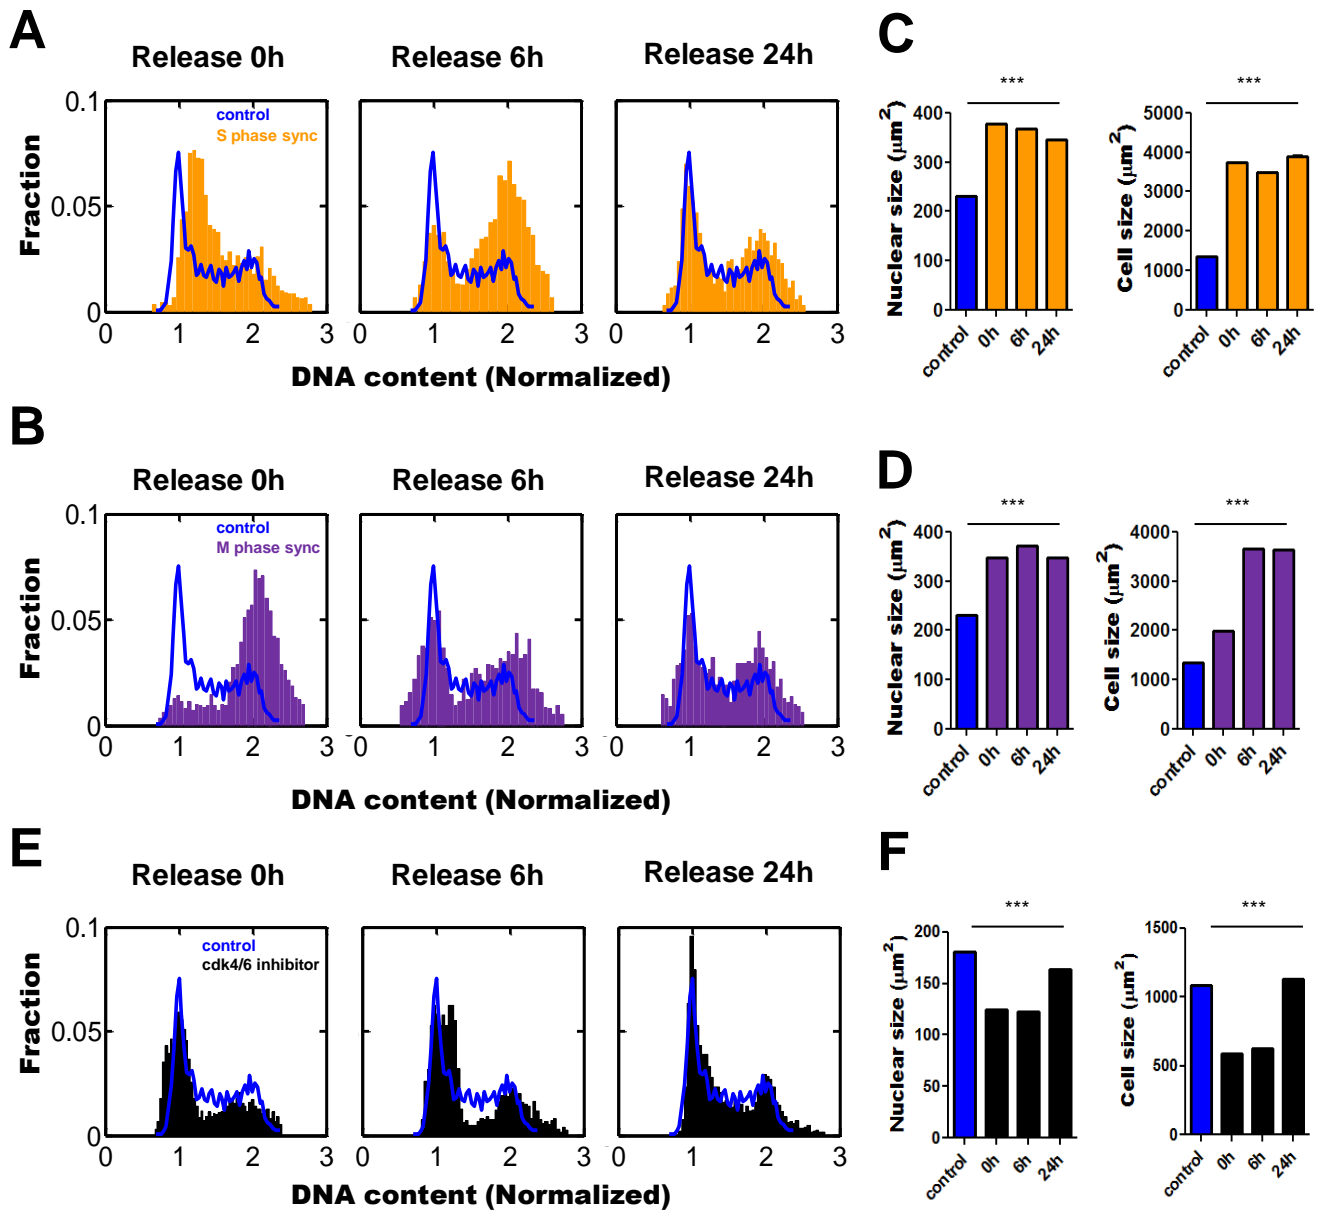 A
Release 0h
Release 6h
Release 24h
0.1
0.05
0
Fraction
control
S phase sync
0 1 2 3
0 1 2 3
0 1 2 3
DNA content (Normalized)
C
***
Nuclear size (μm²)
400
300
200
100
0
control 0h 6h 24h
***
Cell size (μm²)
5000
4000
3000
2000
1000
0
control 0h 6h 24h
B
Release 0h
Release 6h
Release 24h
0.1
0.05
0
Fraction
control
M phase sync
0 1 2 3
0 1 2 3
0 1 2 3
DNA content (Normalized)
D
***
Nuclear size (μm²)
400
300
200
100
0
control 0h 6h 24h
***
Cell size (μm²)
4000
3000
2000
1000
0
control 0h 6h 24h
E
Release 0h
Release 6h
Release 24h
0.1
0.05
0
Fraction
control
cdk4/6 inhibitor
0 1 2 3
0 1 2 3
0 1 2 3
DNA content (Normalized)
F
***
Nuclear size (μm²)
200
150
100
50
0
control 0h 6h 24h
***
Cell size (μm²)
1500
1000
500
0
control 0h 6h 24h